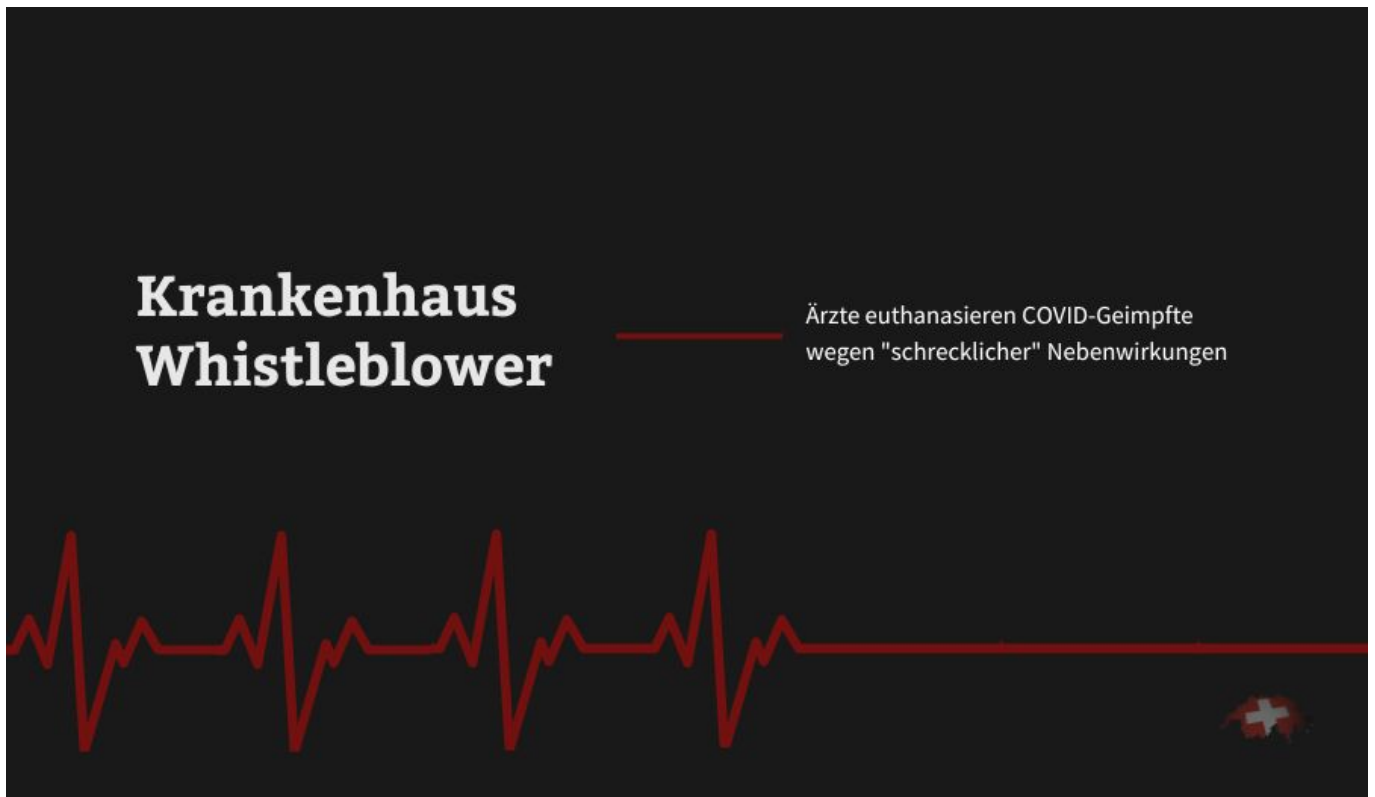 Krankenhaus
Whistleblower
Ärzte euthanasieren COVID-Geimpfte
wegen "schrecklicher" Nebenwirkungen